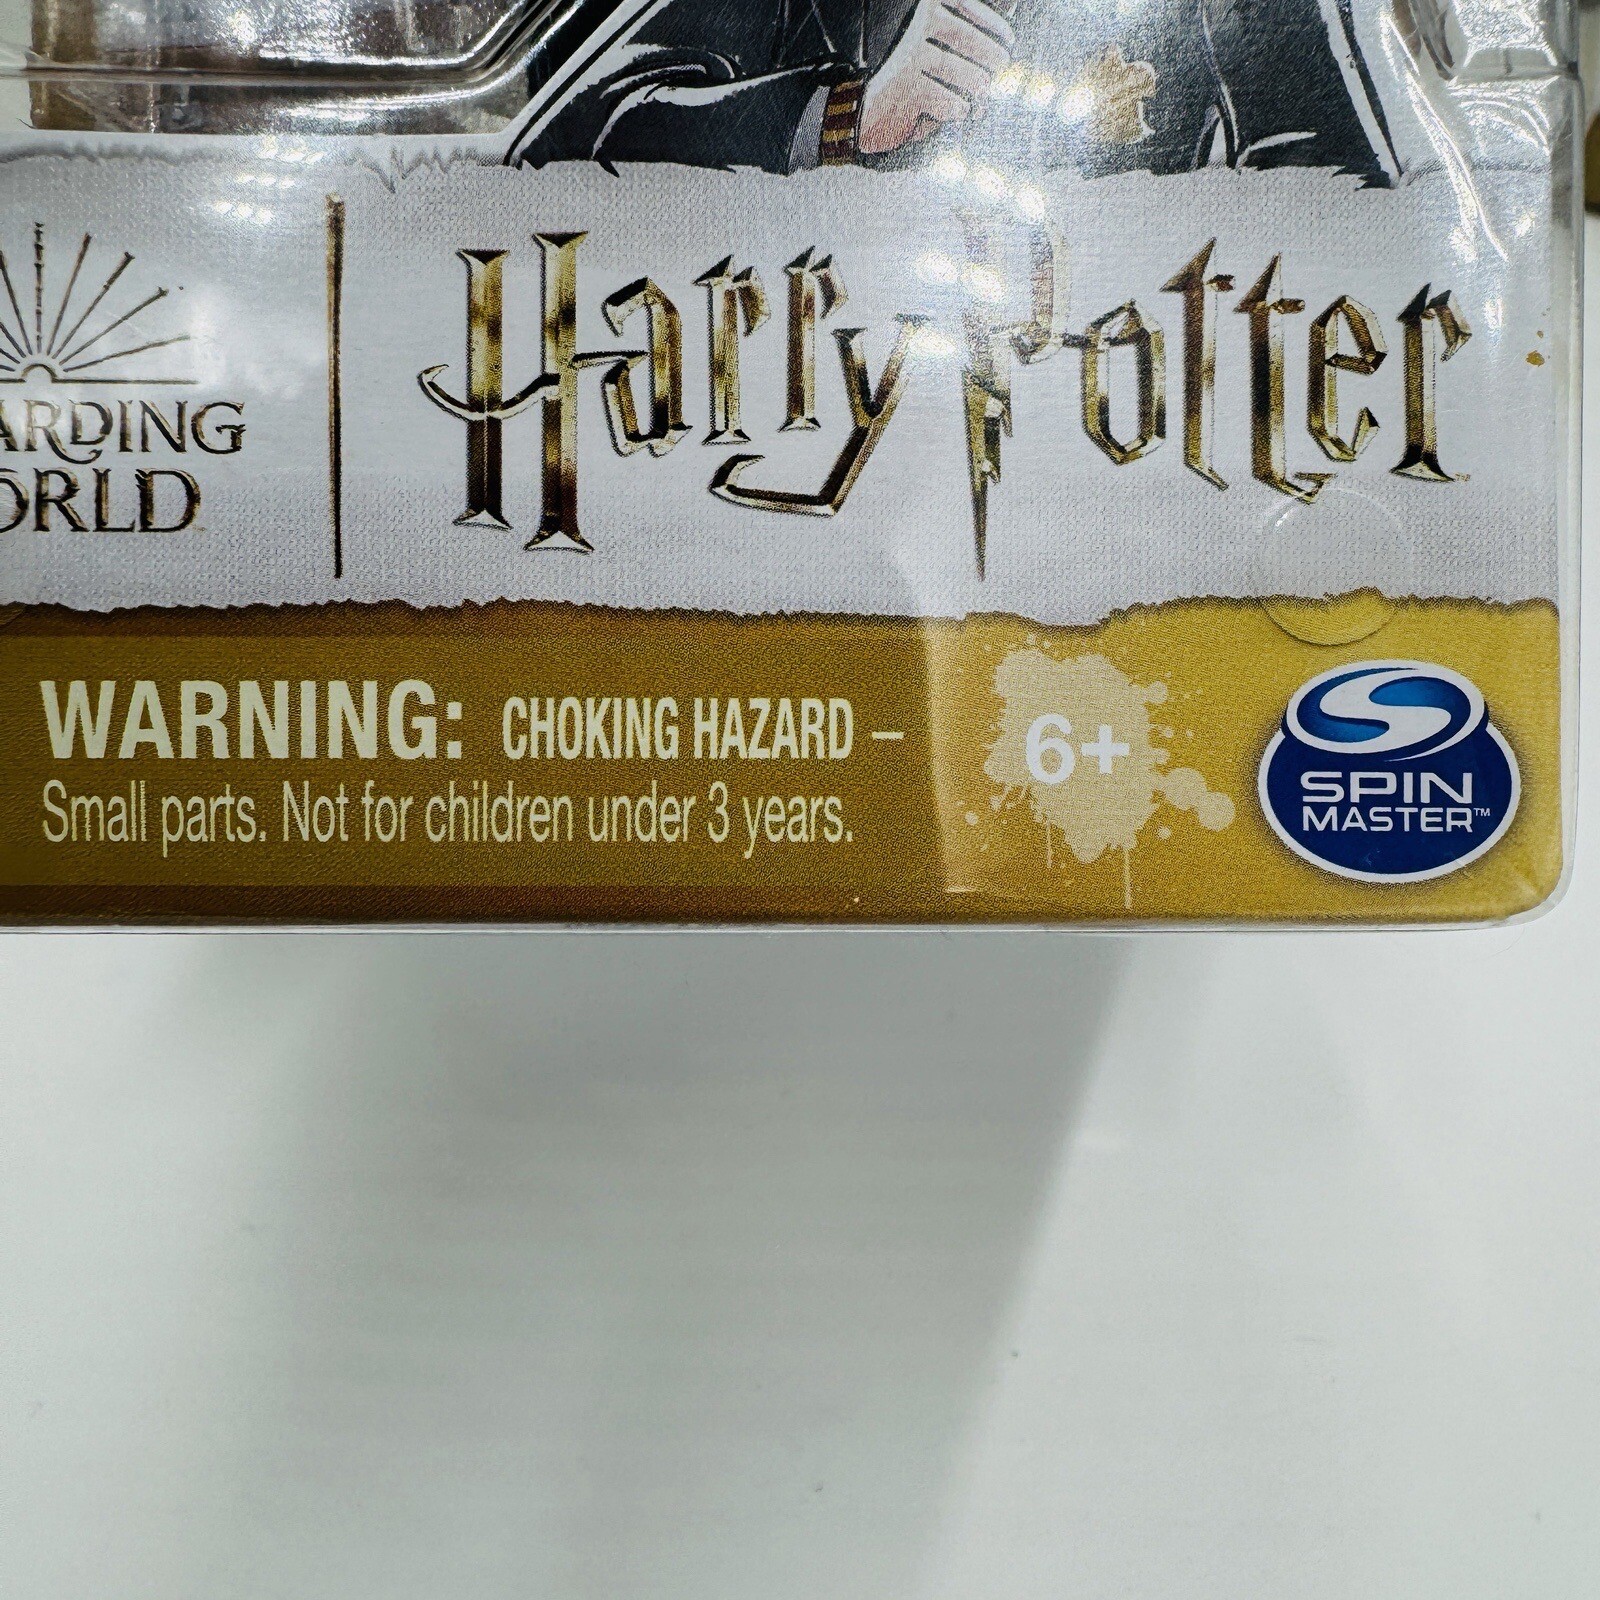 ARDING
ORLD
Harry Potter
WARNING: CHOKING HAZARD –
Small parts. Not for children under 3 years.
6+
SPIN
MASTER™